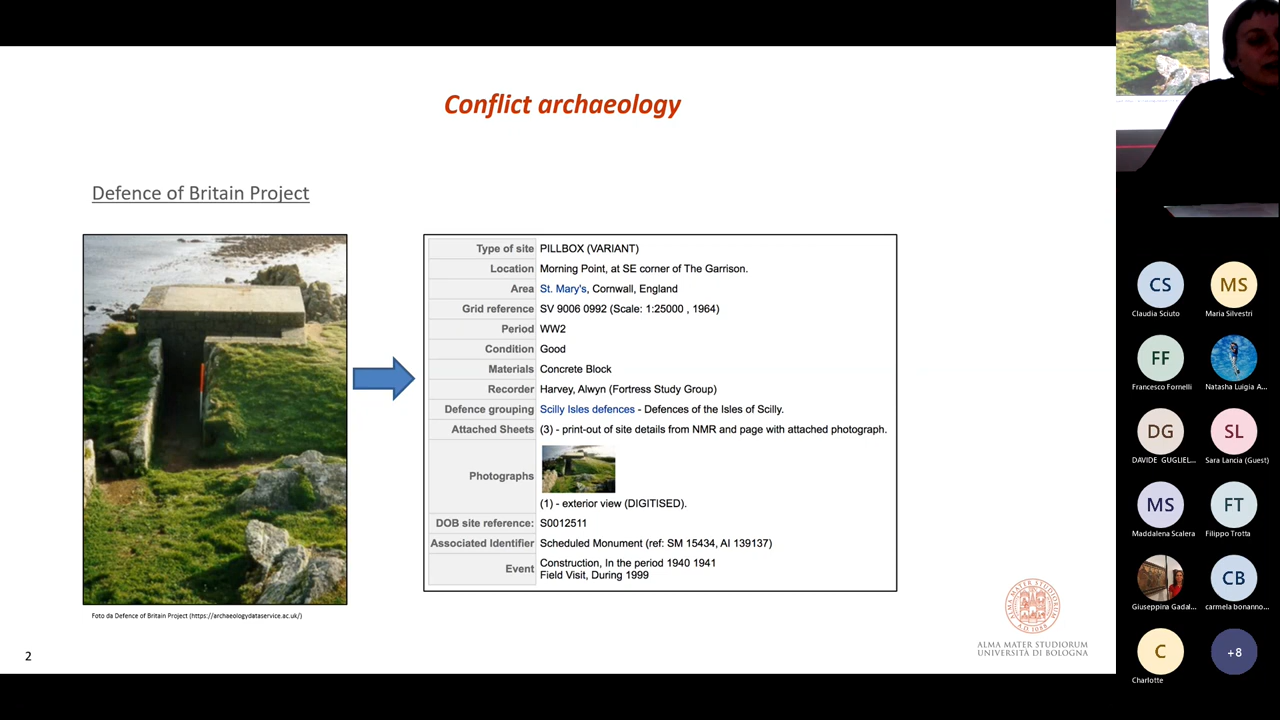 Conflict archaeology
Defence of Britain Project
Type of site PILLBOX (VARIANT)
Location Morning Point, at SE corner of The Garrison.
Area St. Mary's, Cornwall, England
Grid reference SV 9006 0992 (Scale: 1:25000 , 1964)
Period WW2
Condition Good
Materials Concrete Block
Recorder Harvey, Alwyn (Fortress Study Group)
Defence grouping Scilly Isles defences - Defences of the Isles of Scilly.
Attached Sheets (3) - print-out of site details from NMR and page with attached photograph.
Photographs
(1) - exterior view (DIGITISED).
DOB site reference: S0012511
Associated Identifier Scheduled Monument (ref: SM 15434, AI 139137)
Event Construction, In the period 1940 1941
Field Visit, During 1999
Foto da Defence of Britain Project (https://archaeologydataservice.ac.uk/)
2
ALMA MATER STUDIORUM
UNIVERSITÀ DI BOLOGNA
CS MS
Claudia Sciuto Maria Silvestri
FF
Francesco Fornelli Natasha Luigia A...
DG SL
DAVIDE GUGLIEL... Sara Lancia (Guest)
MS FT
Maddalena Scalera Filippo Trotta
CB
Giuseppina Gadal... carmela bonanno...
C +8
Charlotte